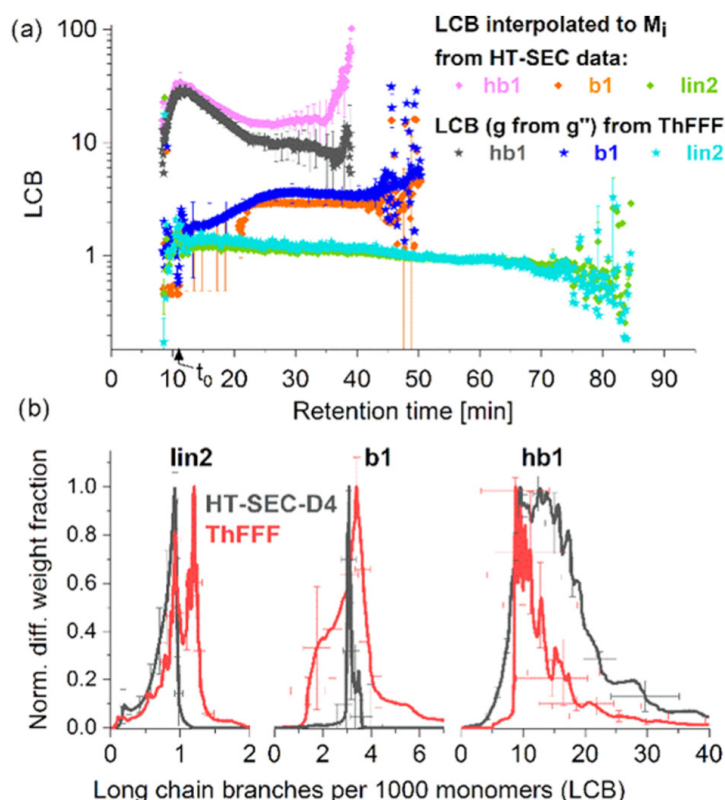 (a)
LCB interpolated to Mi
from HT-SEC data:
hb1 b1 lin2
LCB (g from g") from ThFFF
hb1 b1 lin2
100
10
1
LCB
0 10 20 30 40 50 60 70 80 90
t0
Retention time [min]
(b)
lin2 b1 hb1
HT-SEC-D4
ThFFF
1.0
0.8
0.6
0.4
0.2
0.0
Norm. diff. weight fraction
0 1 2 0 2 4 6 0 10 20 30 40
Long chain branches per 1000 monomers (LCB)